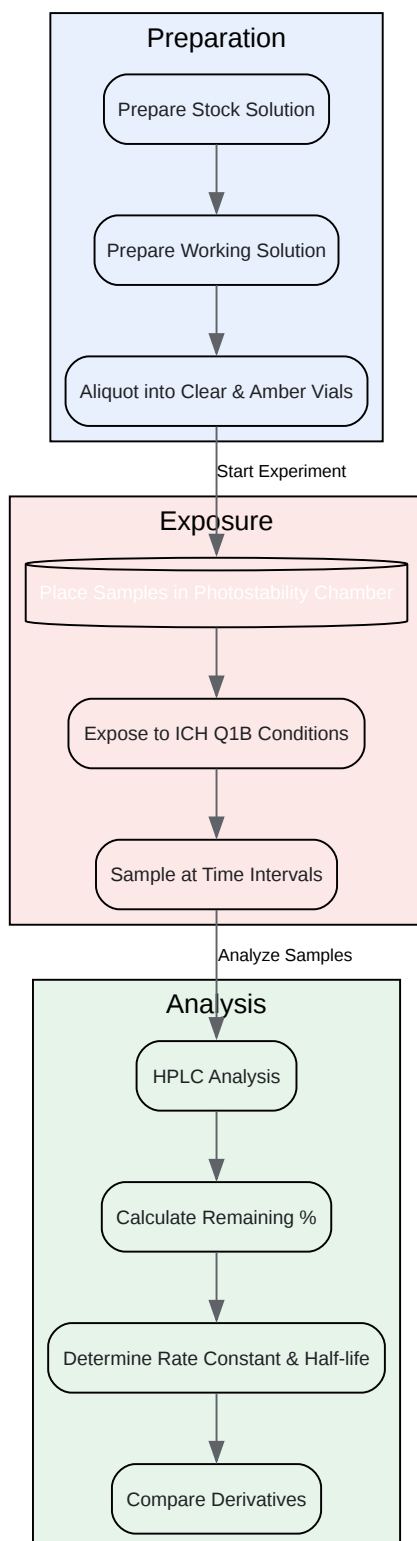 Preparation
Prepare Stock Solution
Prepare Working Solution
Aliquot into Clear & Amber Vials
Start Experiment
Exposure
Place Samples in Photostability Chamber
Expose to ICH Q1B Conditions
Sample at Time Intervals
Analyze Samples
Analysis
HPLC Analysis
Calculate Remaining %
Determine Rate Constant & Half-life
Compare Derivatives